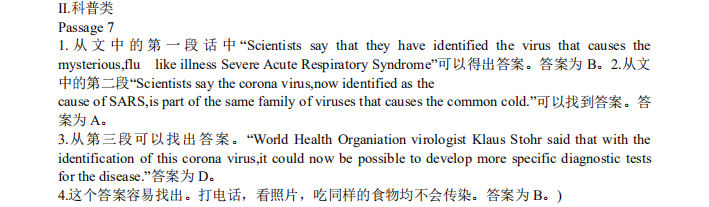 II.科普类
Passage 7
1. 从文中的第一段话中“Scientists say that they have identified the virus that causes the
mysterious,flu like illness Severe Acute Respiratory Syndrome”可以得出答案。答案为 B。2.从文
中的第二段“Scientists say the corona virus,now identified as the
cause of SARS,is part of the same family of viruses that causes the common cold.”可以找到答案。答
案为 A。
3.从第三段可以找出答案。“World Health Organiation virologist Klaus Stohr said that with the
identification of this corona virus,it could now be possible to develop more specific diagnostic tests
for the disease.”答案为 D。
4.这个答案容易找出。打电话，看照片，吃同样的食物均不会传染。答案为 B。)